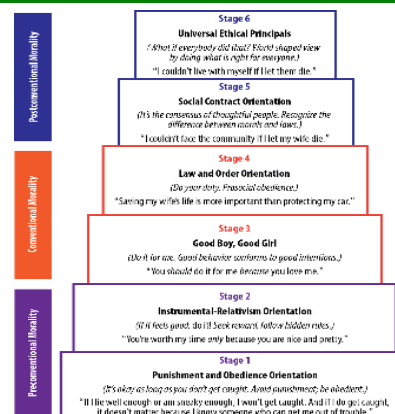 Postconventional Morality
Stage 6
Universal Ethical Principals
(What if everybody did that? World shaped view
by doing what is right for everyone.)
"I couldn't live with myself if I let them die."
Stage 5
Social Contract Orientation
(It's the consensus of thoughtful people. Recognize the
difference between morals and laws.)
"I couldn't face the community if I let my wife die."
Conventional Morality
Stage 4
Law and Order Orientation
(Do your duty. Prosocial obedience.)
"Saving my wife's life is more important than protecting my car."
Stage 3
Good Boy, Good Girl
(Do it for me. Good behavior conforms to good intentions.)
"You should do it for me because you love me."
Preconventional Morality
Stage 2
Instrumental-Relativism Orientation
(If it feels good, do it! Seek reward, follow hidden rules.)
"You're worth my time only because you are nice and pretty."
Stage 1
Punishment and Obedience Orientation
(It's okay as long as you don't get caught. Avoid punishment; be obedient.)
"If I lie well enough or am sneaky enough, I won't get caught. And if I do get caught,
it doesn't matter because I know someone who can get me out of trouble."